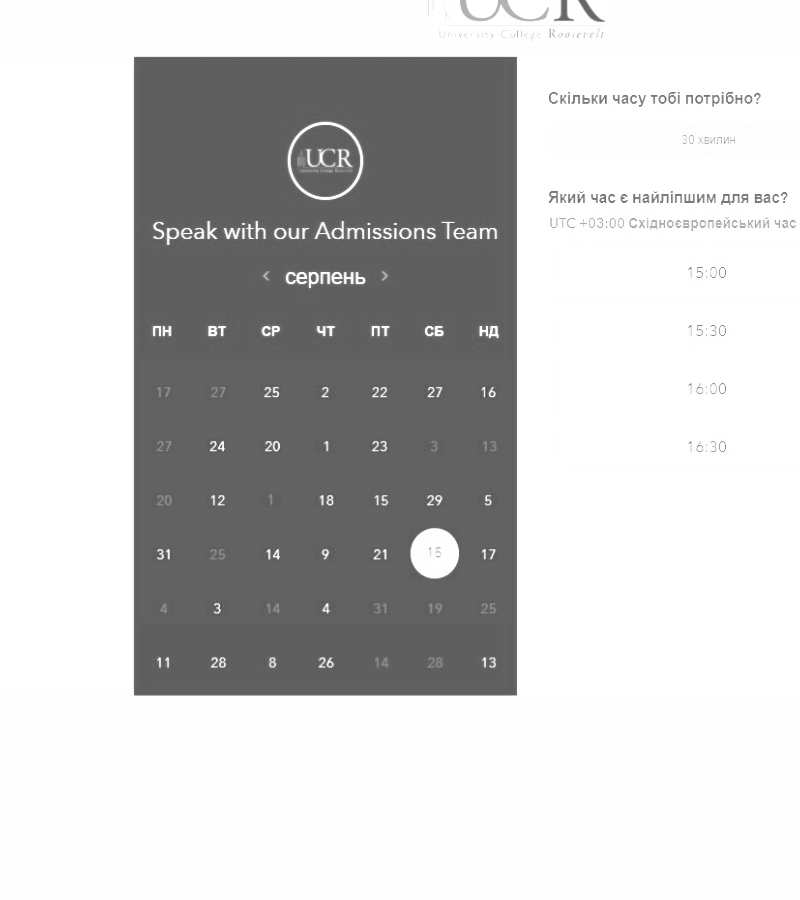 UCR
University College Roosevelt
UCR
Speak with our Admissions Team
< серпень >
ПН ВТ СР ЧТ ПТ СБ НД
17 27 25 2 22 27 16
27 24 20 1 23 3 13
20 12 1 18 15 29 5
31 25 14 9 21 15 17
4 3 14 4 31 19 25
11 28 8 26 14 28 13
Скільки часу тобі потрібно?
30 хвилин
Який час є найліпшим для вас?
UTC +03:00 Східноєвропейський час
15:00
15:30
16:00
16:30